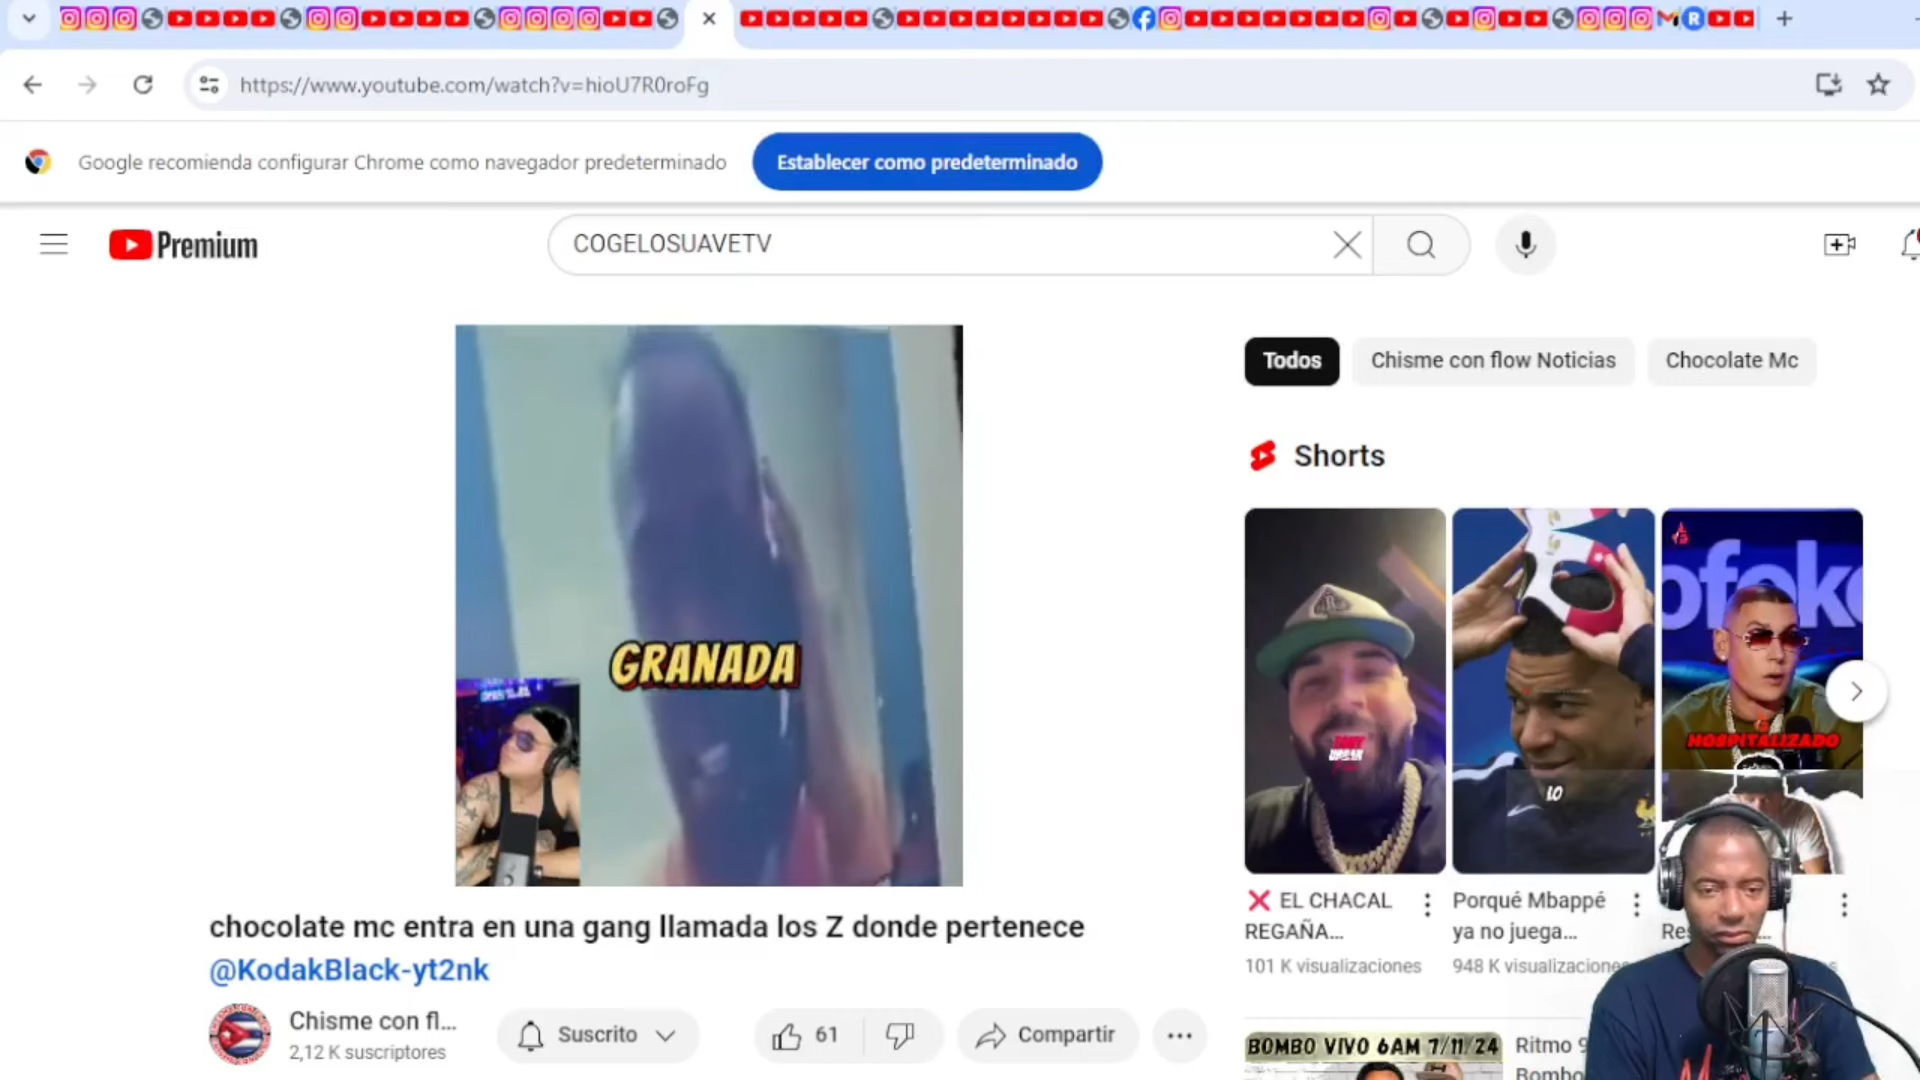 https://www.youtube.com/watch?v=hioU7R0roFg
Google recomienda configurar Chrome como navegador predeterminado
Establecer como predeterminado
Premium
COGELOSUAVETV
GRANADA
chocolate mc entra en una gang llamada los Z donde pertenece
@KodakBlack-yt2nk
Chisme con fl...
2,12 K suscriptores
Suscrito
61
Compartir
Todos
Chisme con flow Noticias
Chocolate Mc
Shorts
LO
HOSPITALIZADO
❌ EL CHACAL
REGAÑA...
101 K visualizaciones
Porqué Mbappé
ya no juega...
948 K visualizaciones
BOMBO VIVO 6AM 7/11/24
Ritmo
Bombo